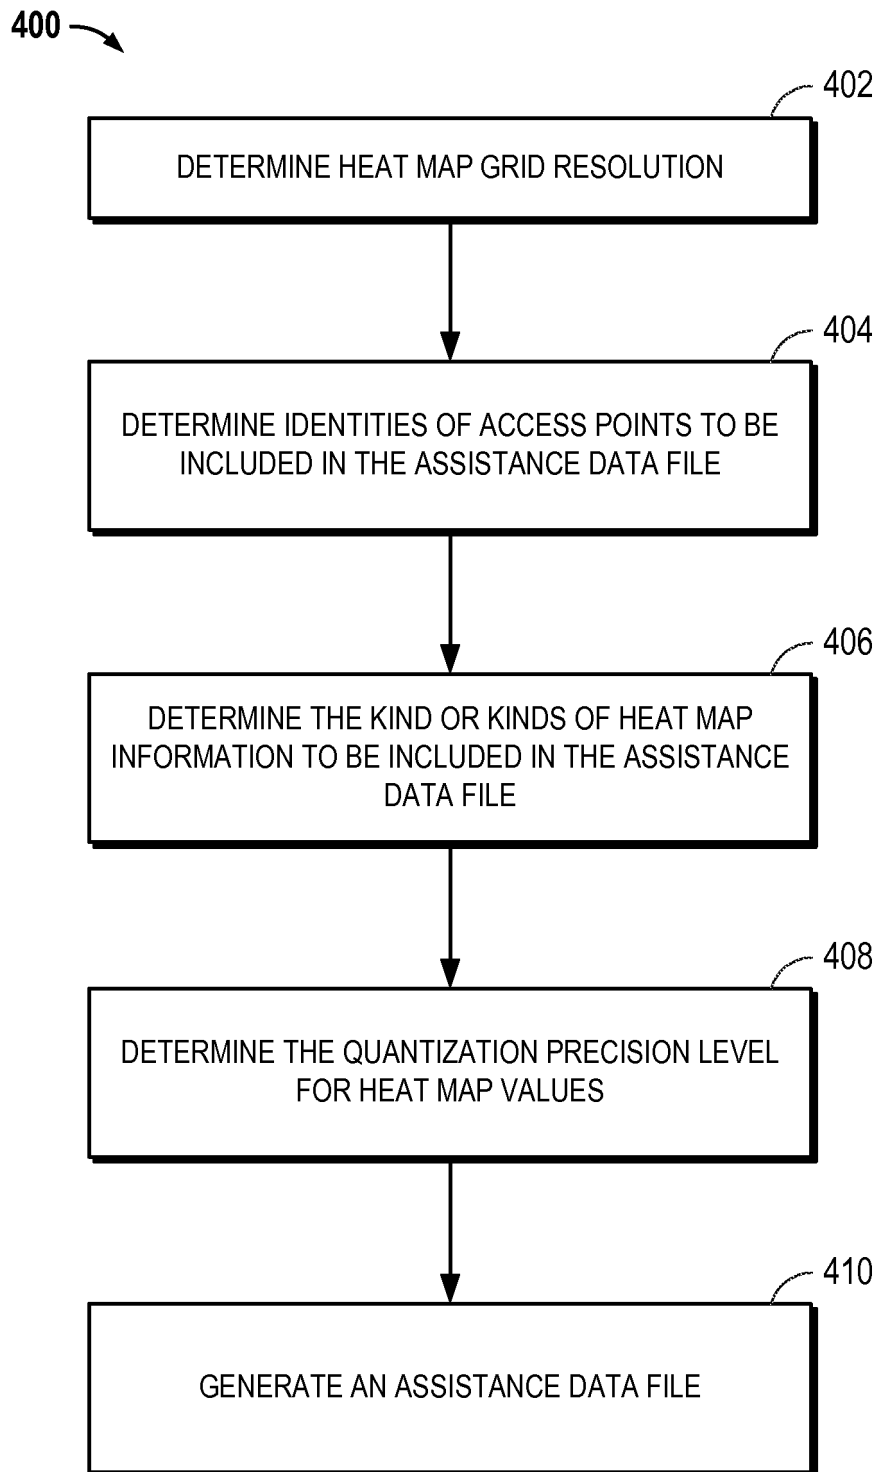 400
402
DETERMINE HEAT MAP GRID RESOLUTION
404
DETERMINE IDENTITIES OF ACCESS POINTS TO BE
INCLUDED IN THE ASSISTANCE DATA FILE
406
DETERMINE THE KIND OR KINDS OF HEAT MAP
INFORMATION TO BE INCLUDED IN THE ASSISTANCE
DATA FILE
408
DETERMINE THE QUANTIZATION PRECISION LEVEL
FOR HEAT MAP VALUES
410
GENERATE AN ASSISTANCE DATA FILE